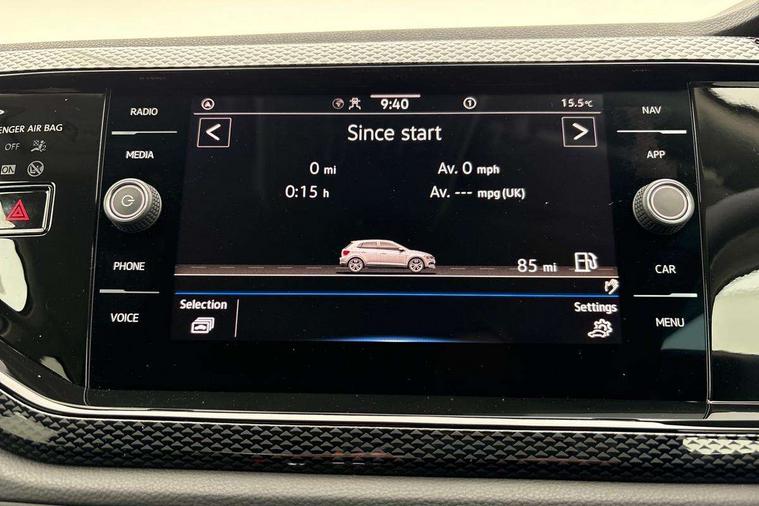 RADIO
MEDIA
PHONE
VOICE
ENGER AIR BAG
OFF
ON
9:40
1
15.5°C
< Since start >
0 mi
Av. 0 mph
0:15 h
Av. --- mpg (UK)
85 mi
Selection
Settings
NAV
APP
CAR
MENU